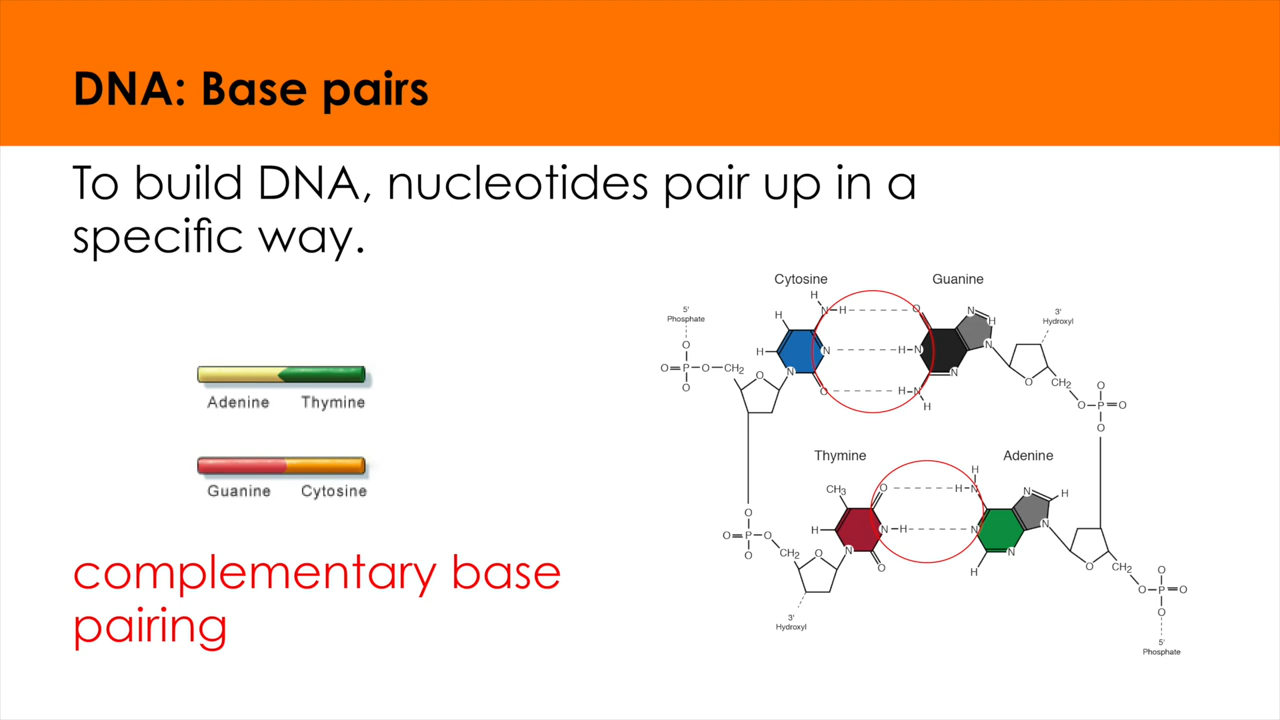 DNA: Base pairs
To build DNA, nucleotides pair up in a
specific way.
Adenine Thymine
Guanine Cytosine
complementary base
pairing
Cytosine Guanine
5'
Phosphate
3'
Hydroxyl
H
N H O N H
H
H N H N N
O P O CH₂ O
O
O
N O H N N
H
O CH₂
O
O P O
O
Thymine Adenine
CH₃ O H N H
N H
H N H N N
N O N
H
O
O P O CH₂ O
O
O CH₂
O
O P O
O
3'
Hydroxyl
5'
Phosphate